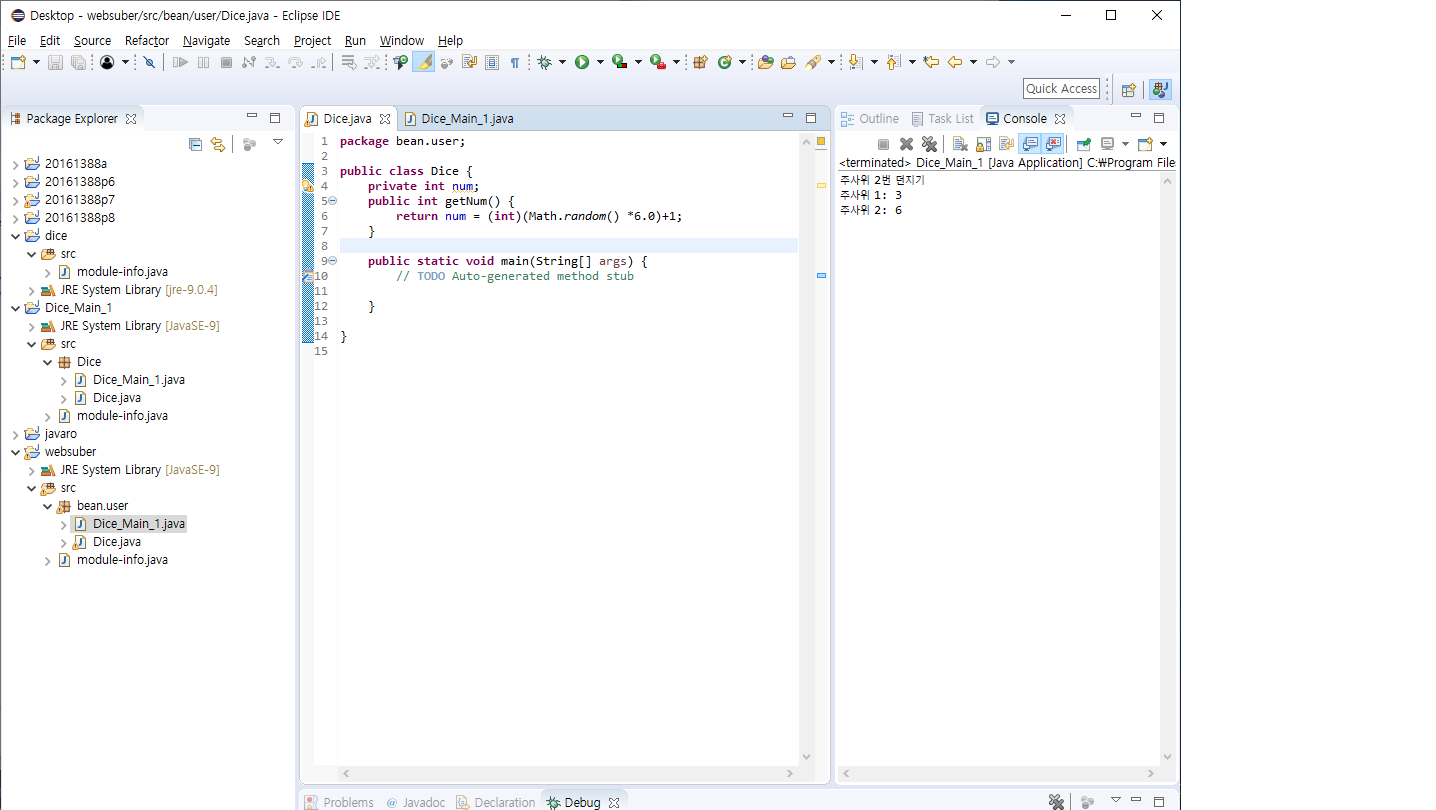 Desktop - websuber/src/bean/user/Dice.java - Eclipse IDE
File Edit Source Refactor Navigate Search Project Run Window Help
Quick Access
Package Explorer
20161388a
20161388p6
20161388p7
20161388p8
dice
src
module-info.java
JRE System Library [jre-9.0.4]
Dice_Main_1
JRE System Library [JavaSE-9]
src
Dice
Dice_Main_1.java
Dice.java
module-info.java
javaro
websuber
JRE System Library [JavaSE-9]
src
bean.user
Dice_Main_1.java
Dice.java
module-info.java
Dice.java Dice_Main_1.java
1 package bean.user;
2
3 public class Dice {
4 private int num;
5 public int getNum() {
6 return num = (int)(Math.random() *6.0)+1;
7 }
8
9 public static void main(String[] args) {
10 // TODO Auto-generated method stub
11
12 }
13
14 }
15
Outline Task List Console
<terminated> Dice_Main_1 [Java Application] C:₩Program File
주사위 2번 던지기
주사위 1: 3
주사위 2: 6
Problems @ Javadoc Declaration Debug